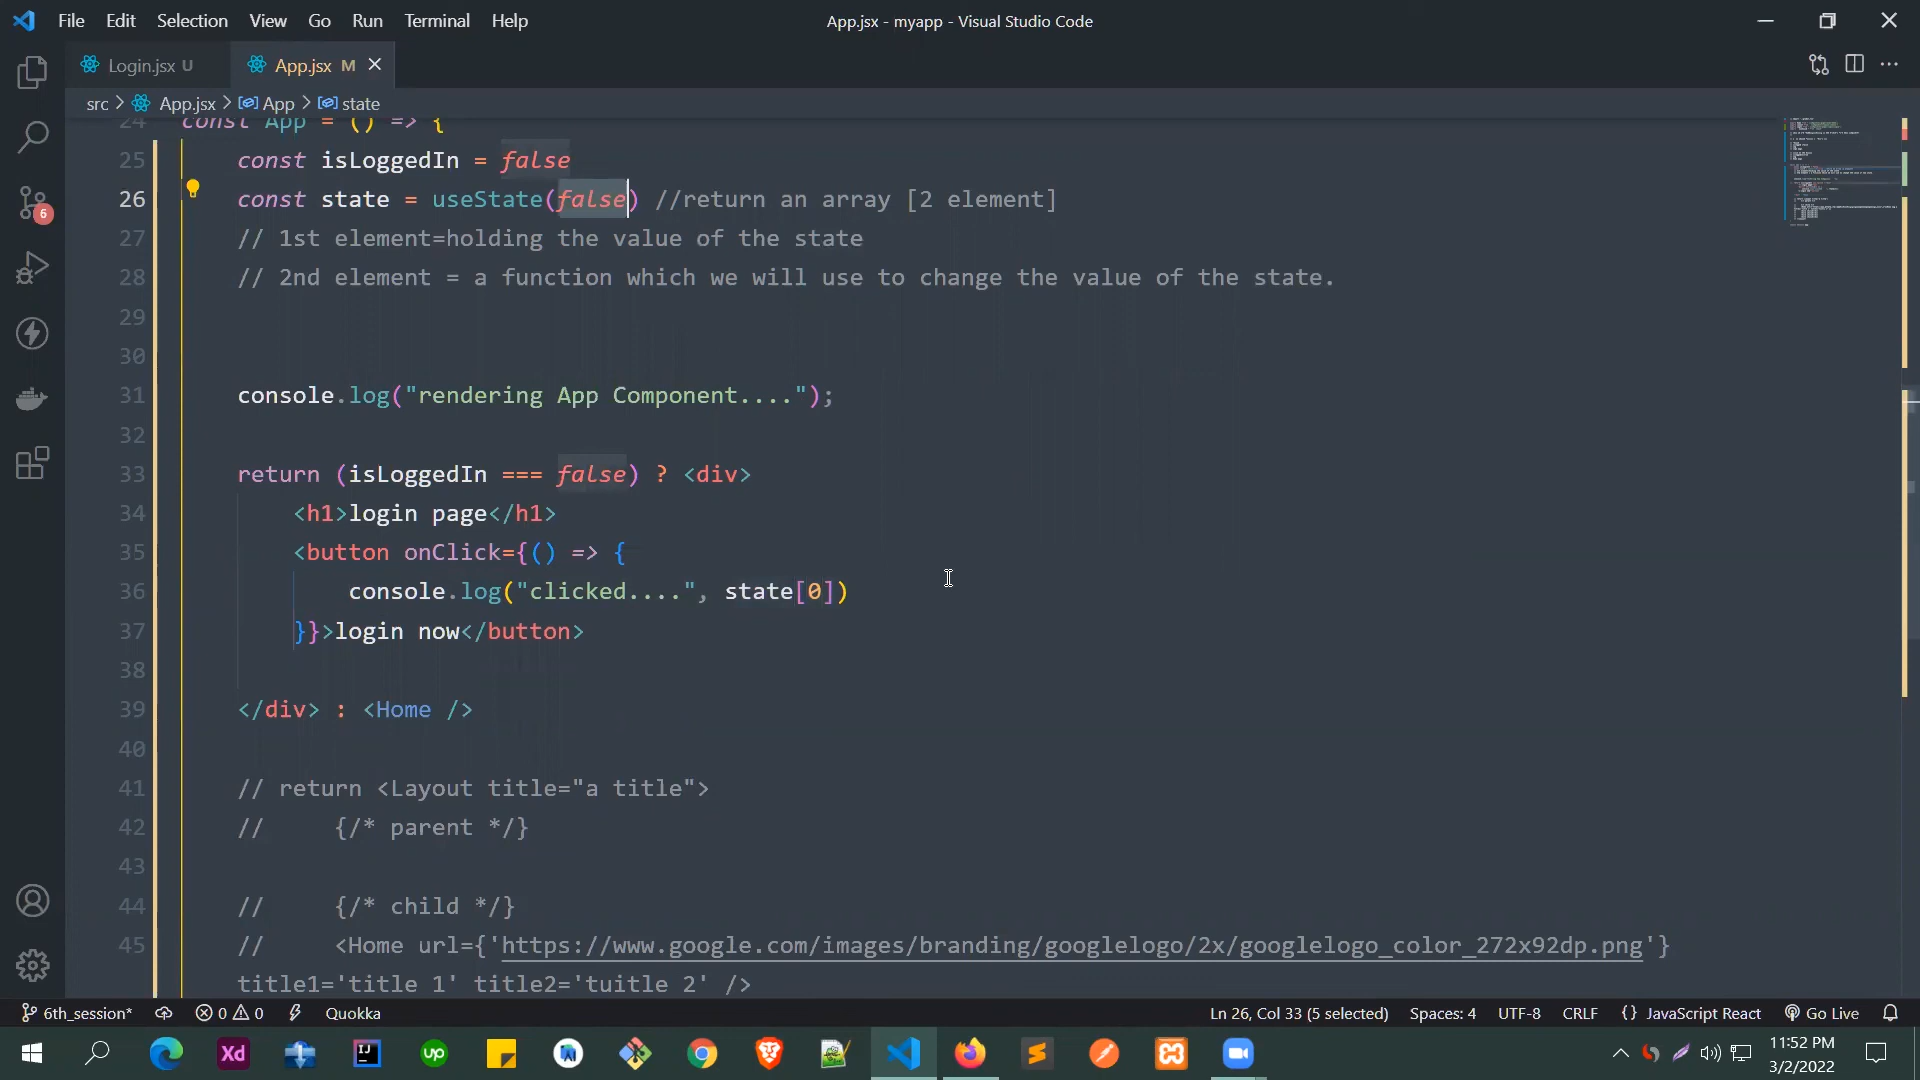 File Edit Selection View Go Run Terminal Help App.jsx - myapp - Visual Studio Code
Login.jsx U App.jsx M
src > App.jsx > App > state
24 const App = () => {
25 const isLoggedIn = false
26 const state = useState(false) //return an array [2 element]
27 // 1st element=holding the value of the state
28 // 2nd element = a function which we will use to change the value of the state.
29
30
31 console.log("rendering App Component....");
32
33 return (isLoggedIn === false) ? <div>
34 <h1>login page</h1>
35 <button onClick={() => {
36 console.log("clicked....", state[0])
37 }}>login now</button>
38
39 </div> : <Home />
40
41 // return <Layout title="a title">
42 // {/* parent */}
43
44 // {/* child */}
45 // <Home url={'https://www.google.com/images/branding/googlelogo/2x/googlelogo_color_272x92dp.png'}
title1='title 1' title2='tuitle 2' />
6
6th_session* 0 0 Quokka Ln 26, Col 33 (5 selected) Spaces: 4 UTF-8 CRLF {} JavaScript React Go Live
Xd IJ up
11:52 PM
3/2/2022